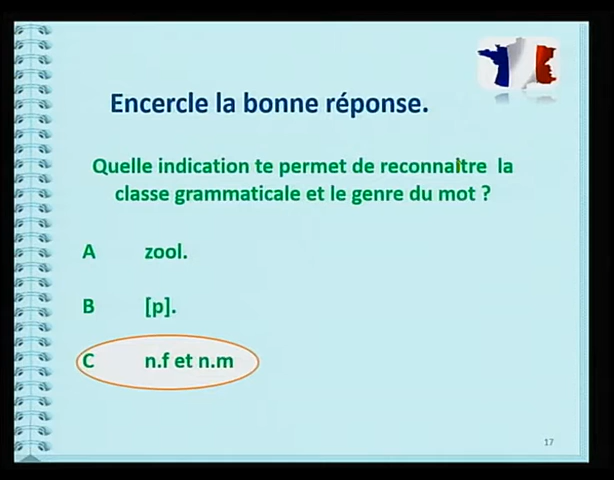 Encercle la bonne réponse.
Quelle indication te permet de reconnaitre la
classe grammaticale et le genre du mot ?
A zool.
B [p].
C n.f et n.m
17